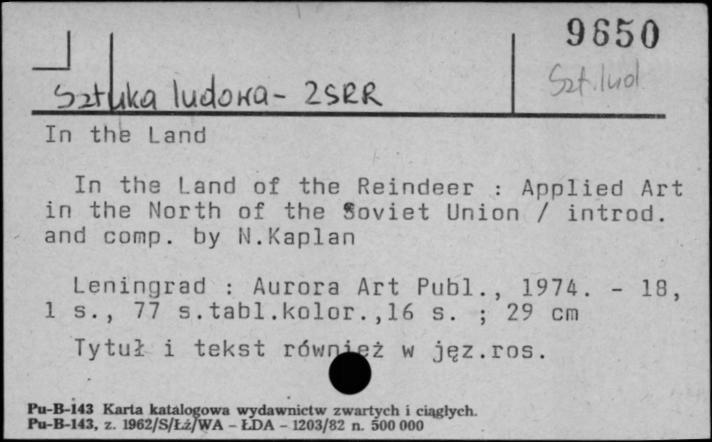 9650
Szt.lud
Sztuka ludowa - ZSRR
In the Land
In the Land of the Reindeer : Applied Art
in the North of the Soviet Union / introd.
and comp. by N.Kaplan
Leningrad : Aurora Art Publ., 1974. - 18,
1 s., 77 s.tabl.kolor.,16 s. ; 29 cm
Tytuł i tekst również w jęz.ros.
Pu-B-143 Karta katalogowa wydawnictw zwartych i ciągłych.
Pu-B-143, z. 1962/S/Łż/WA - ŁDA - 1203/82 n. 500 000